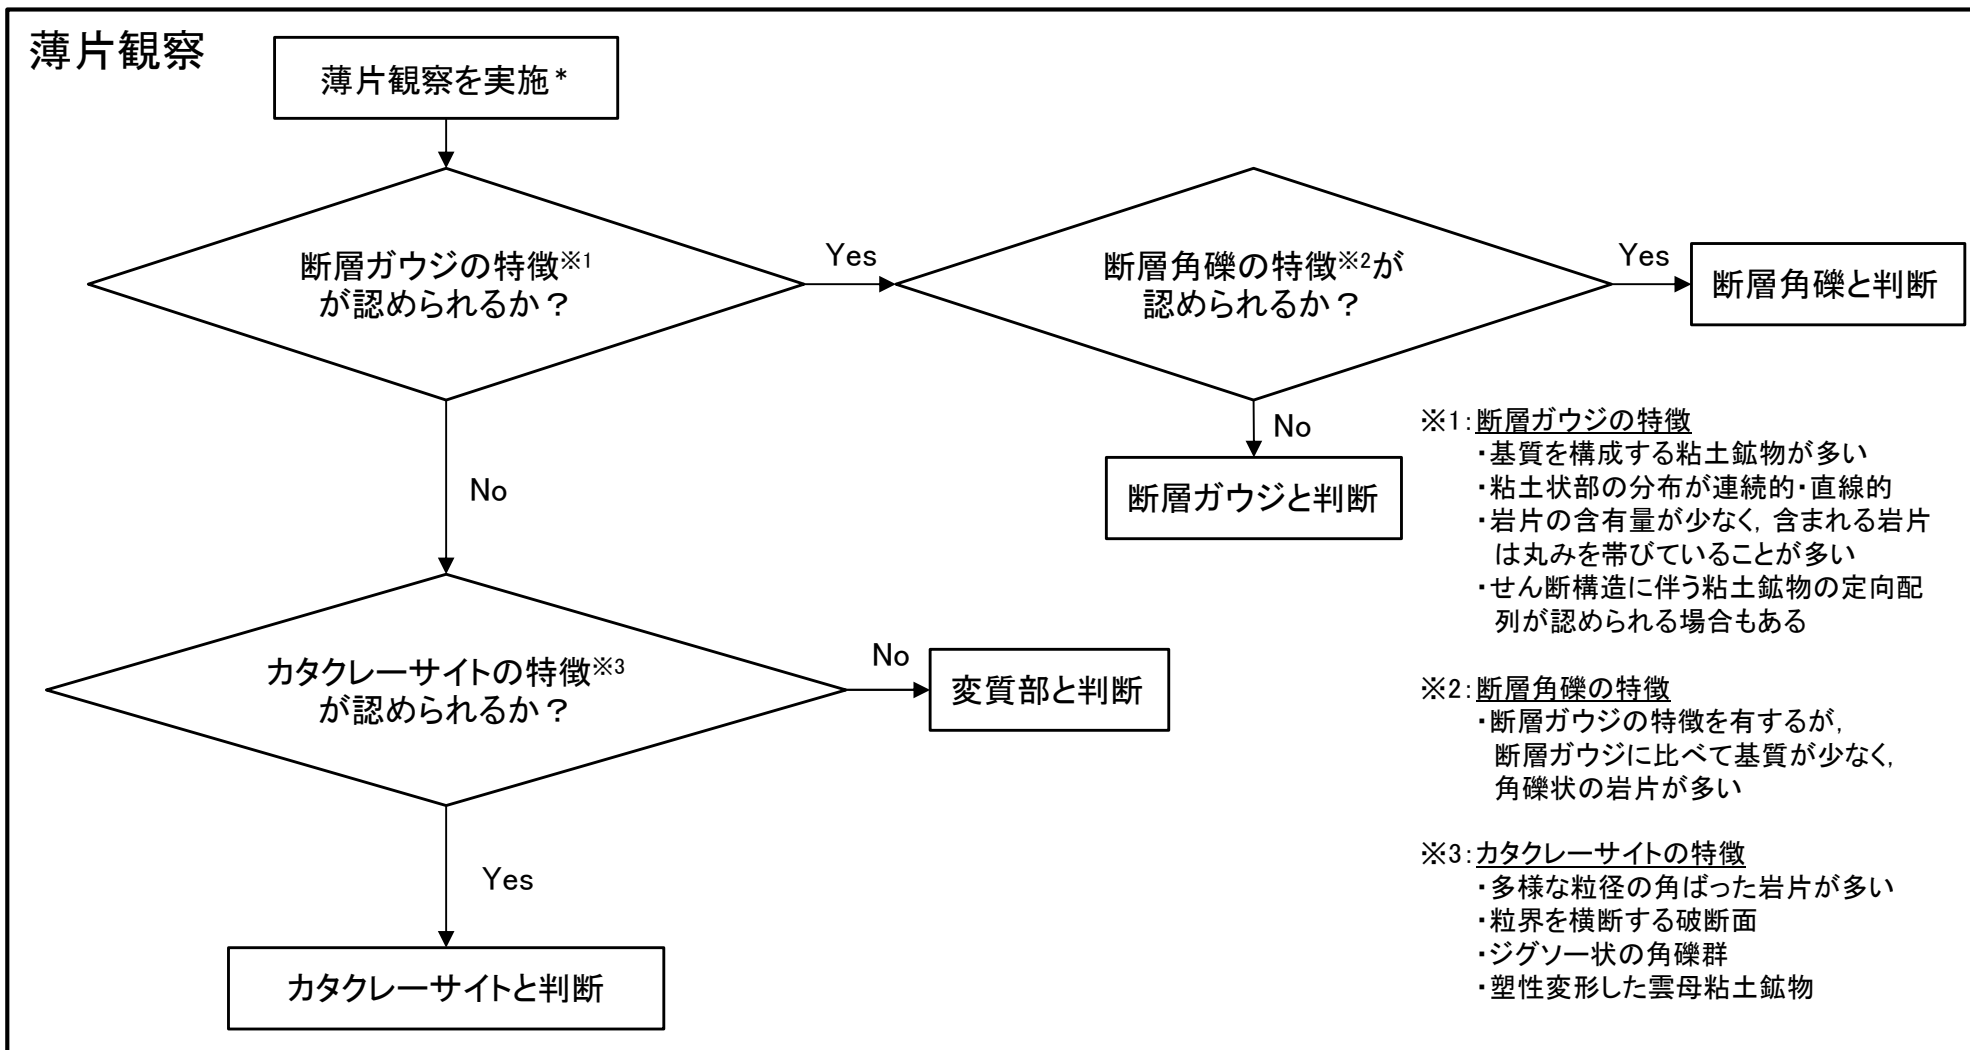 薄片観察
薄片観察を実施*
断層ガウジの特徴※1
が認められるか？
Yes
断層角礫の特徴※2が
認められるか？
Yes
断層角礫と判断
No
断層ガウジと判断
No
カタクレーサイトの特徴※3
が認められるか？
No
変質部と判断
Yes
カタクレーサイトと判断
※1：断層ガウジの特徴
・基質を構成する粘土鉱物が多い
・粘土状部の分布が連続的・直線的
・岩片の含有量が少なく，含まれる岩片
は丸みを帯びていることが多い
・せん断構造に伴う粘土鉱物の定向配
列が認められる場合もある
※2：断層角礫の特徴
・断層ガウジの特徴を有するが，
断層ガウジに比べて基質が少なく，
角礫状の岩片が多い
※3：カタクレーサイトの特徴
・多様な粒径の角ばった岩片が多い
・粒界を横断する破断面
・ジグソー状の角礫群
・塑性変形した雲母粘土鉱物